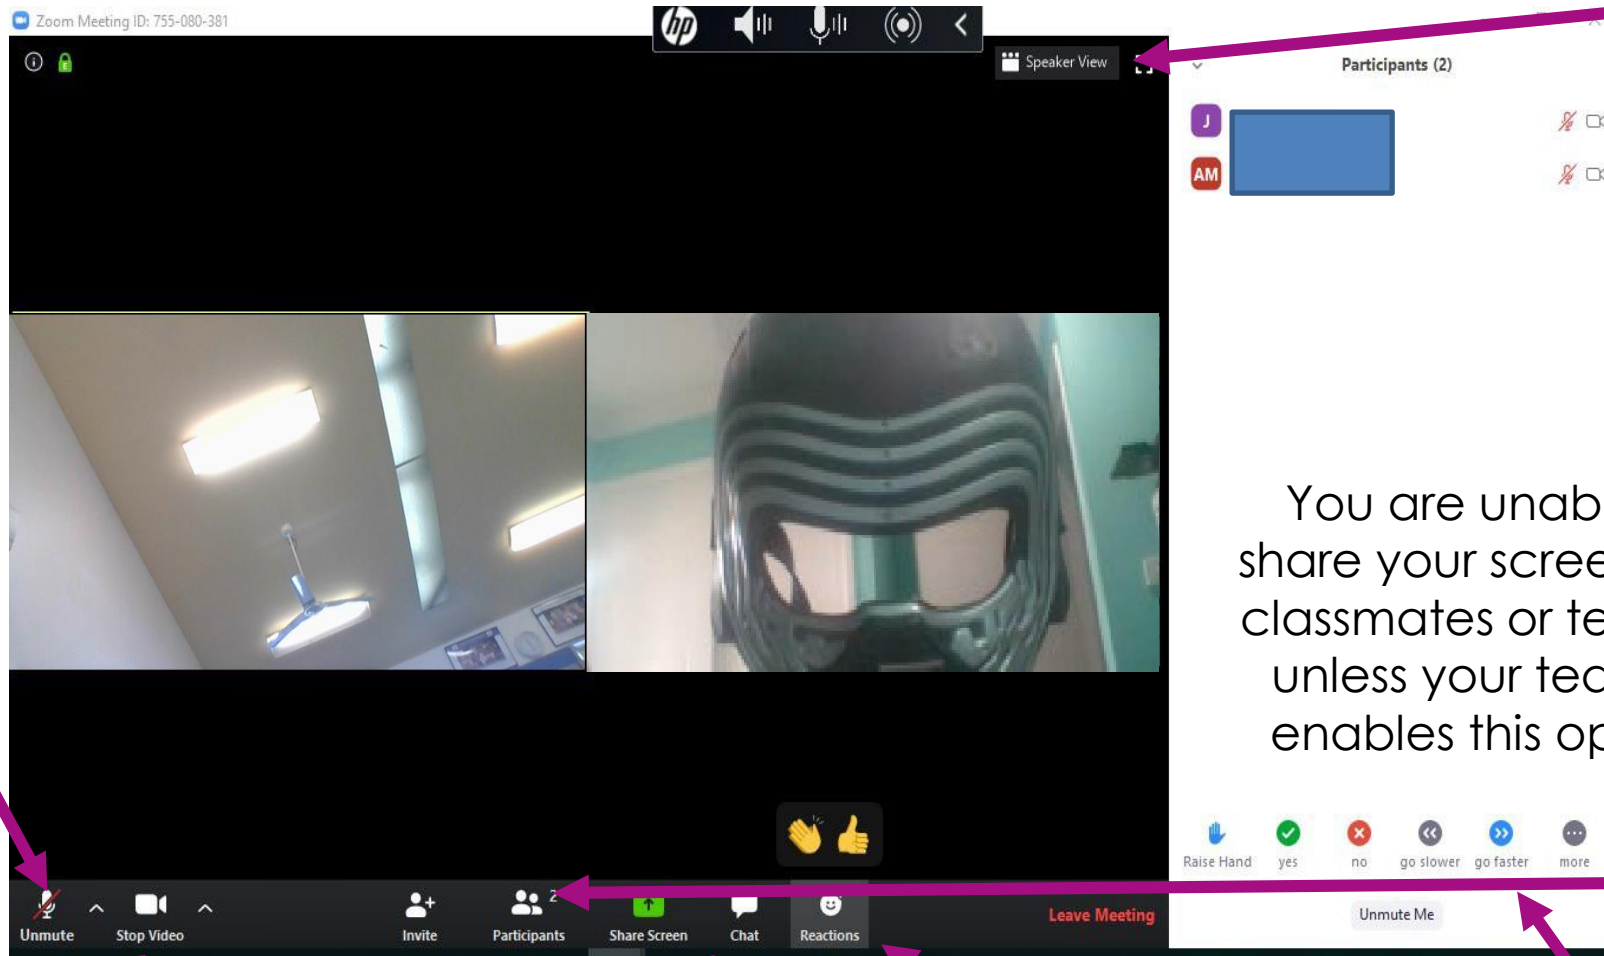 Zoom Meeting ID: 755-080-381
hp
Speaker View
Participants (2)
J
AM
You are unab
share your scree
classmates or te
unless your tea
enables this op
Raise Hand
yes
no
go slower
go faster
more
2
Unmute
Stop Video
Invite
Participants
Share Screen
Chat
Reactions
Leave Meeting
Unmute Me